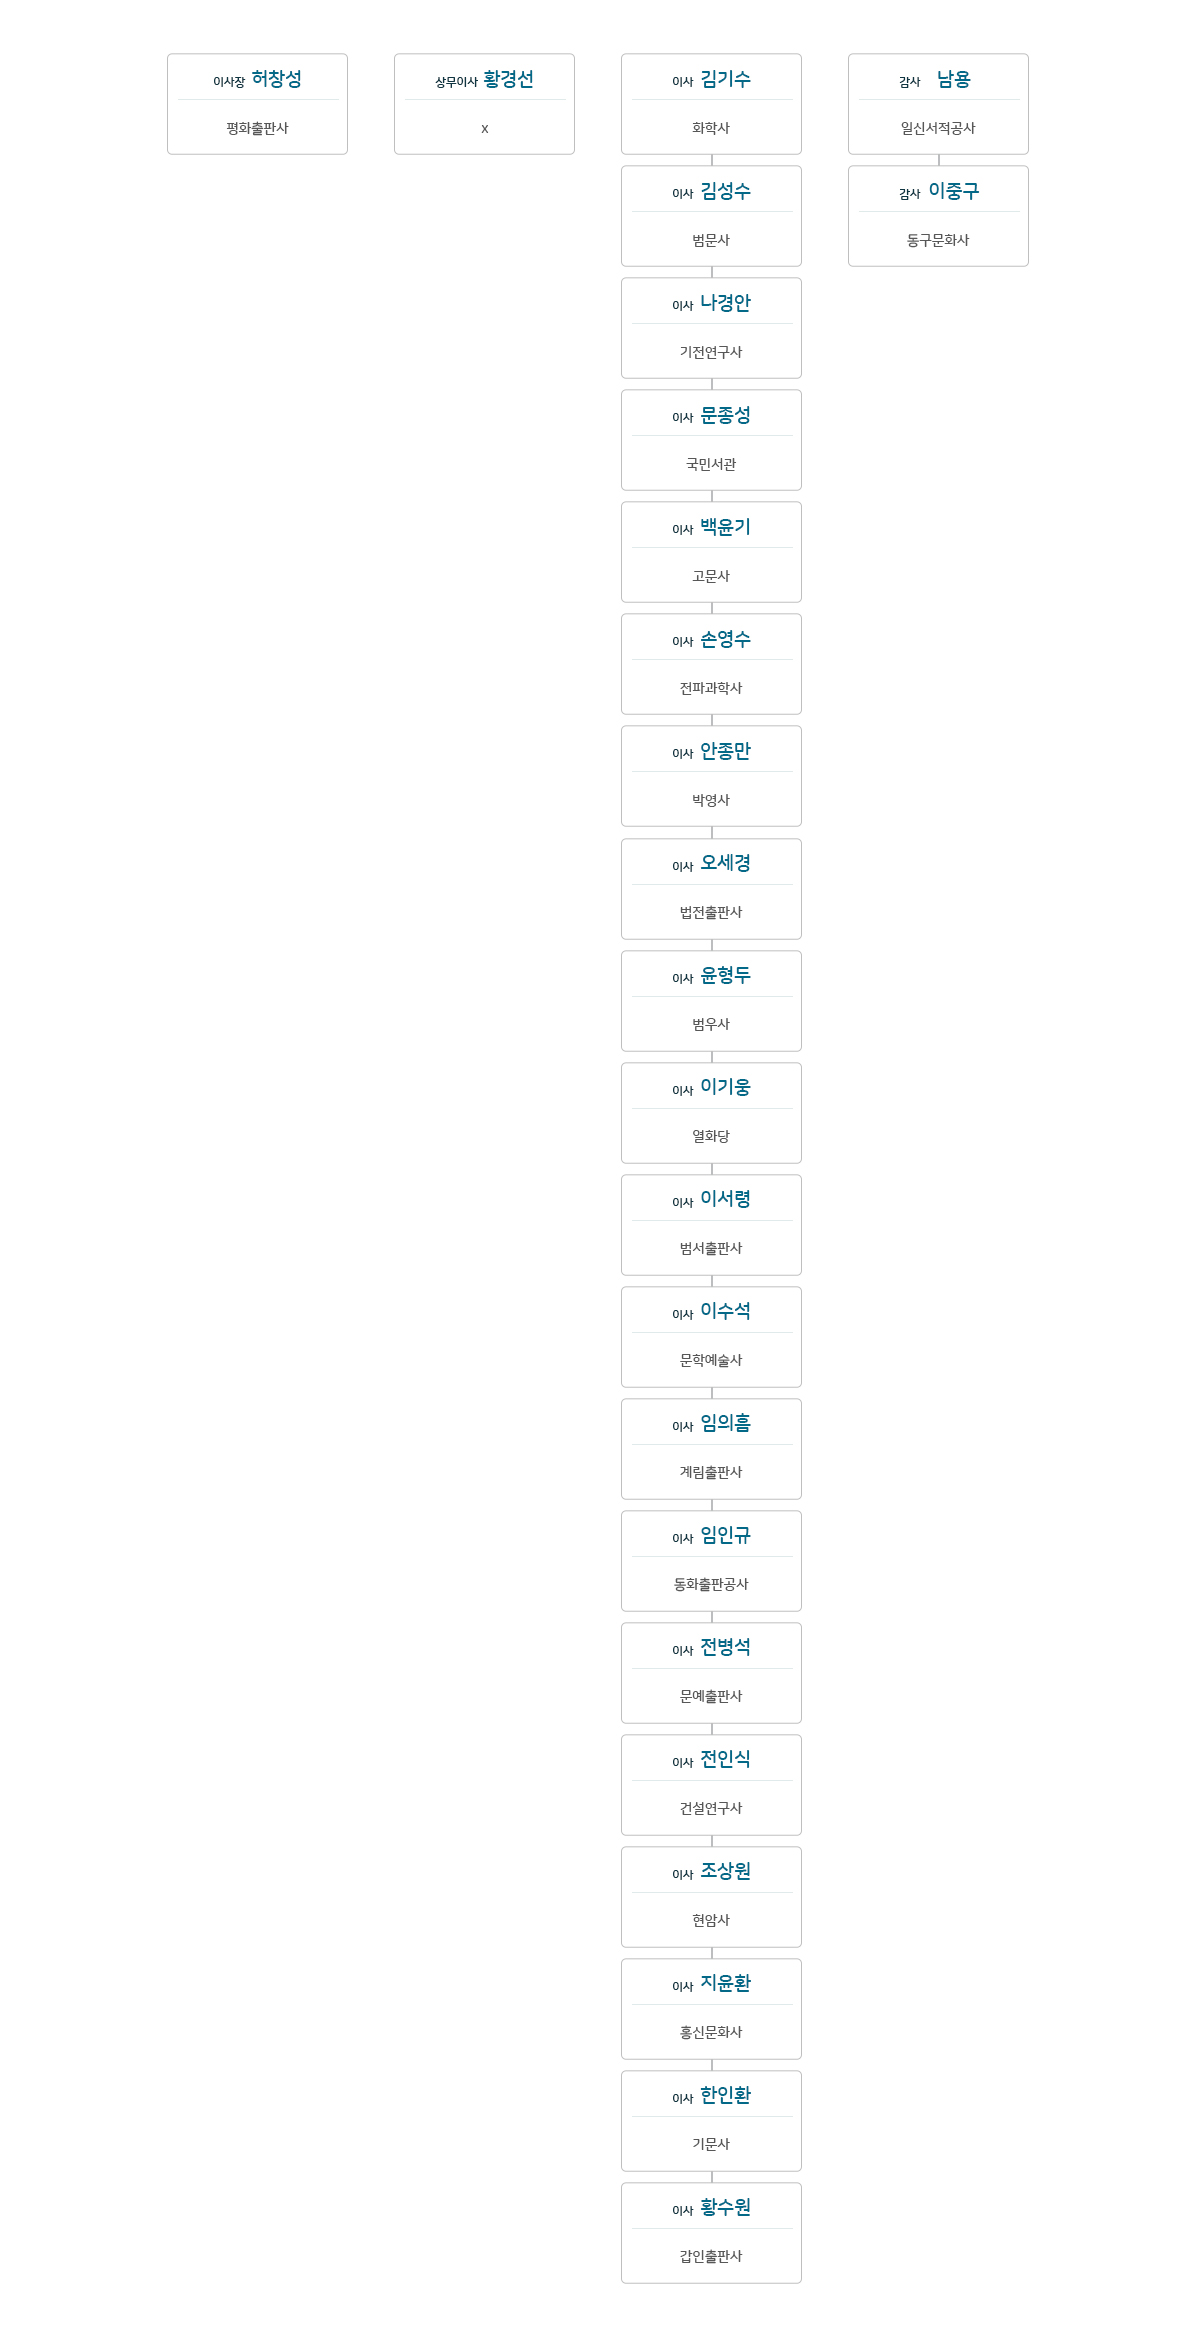 이사장 허창성
평화출판사
상무이사 황경선
x
이사 김기수
화학사
이사 김성수
범문사
이사 나경안
기전연구사
이사 문종성
국민서관
이사 백윤기
고문사
이사 손영수
전파과학사
이사 안종만
박영사
이사 오세경
법전출판사
이사 윤형두
범우사
이사 이기웅
열화당
이사 이서령
범서출판사
이사 이수석
문학예술사
이사 임의흠
계림출판사
이사 임인규
동화출판공사
이사 전병석
문예출판사
이사 전인식
건설연구사
이사 조상원
현암사
이사 지윤환
홍신문화사
이사 한인환
기문사
이사 황수원
갑인출판사
감사 남용
일신서적공사
감사 이중구
동구문화사